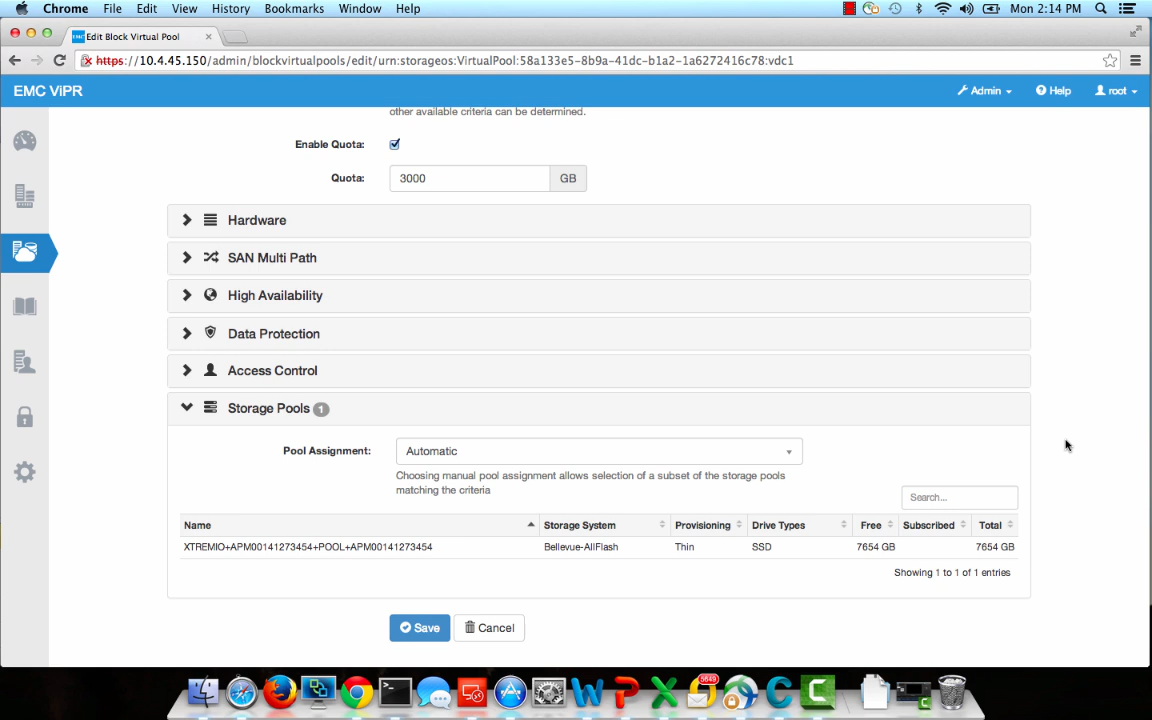 Chrome File Edit View History Bookmarks Window Help Mon 2:14 PM
EMC Edit Block Virtual Pool
https://10.4.45.150/admin/blockvirtualpools/edit/urn:storageos:VirtualPool:58a133e5-8b9a-41dc-b1a2-1a6272416c78:vdc1
EMC ViPR Admin Help root
other available criteria can be determined.
Enable Quota:
Quota: 3000 GB
Hardware
SAN Multi Path
High Availability
Data Protection
Access Control
Storage Pools 1
Pool Assignment: Automatic
Choosing manual pool assignment allows selection of a subset of the storage pools
matching the criteria
Search...
Name Storage System Provisioning Drive Types Free Subscribed Total
XTREMIO+APM00141273454+POOL+APM00141273454 Bellevue-AllFlash Thin SSD 7654 GB 7654 GB
Showing 1 to 1 of 1 entries
Save Cancel
5649